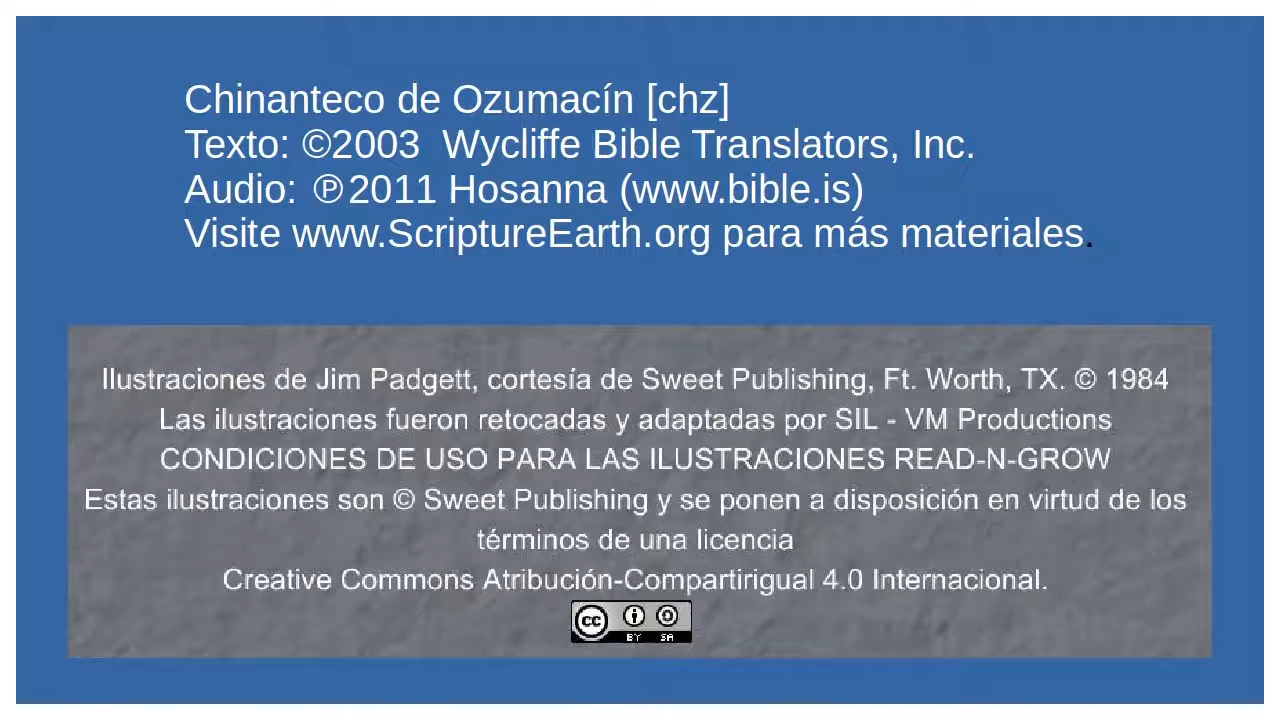 Chinanteco de Ozumacín [chz]
Texto: ©2003 Wycliffe Bible Translators, Inc.
Audio: ℗2011 Hosanna (www.bible.is)
Visite www.ScriptureEarth.org para más materiales.
Ilustraciones de Jim Padgett, cortesía de Sweet Publishing, Ft. Worth, TX. © 1984
Las ilustraciones fueron retocadas y adaptadas por SIL - VM Productions
CONDICIONES DE USO PARA LAS ILUSTRACIONES READ-N-GROW
Estas ilustraciones son © Sweet Publishing y se ponen a disposición en virtud de los
términos de una licencia
Creative Commons Atribución-Compartirigual 4.0 Internacional.
cc
BY SA